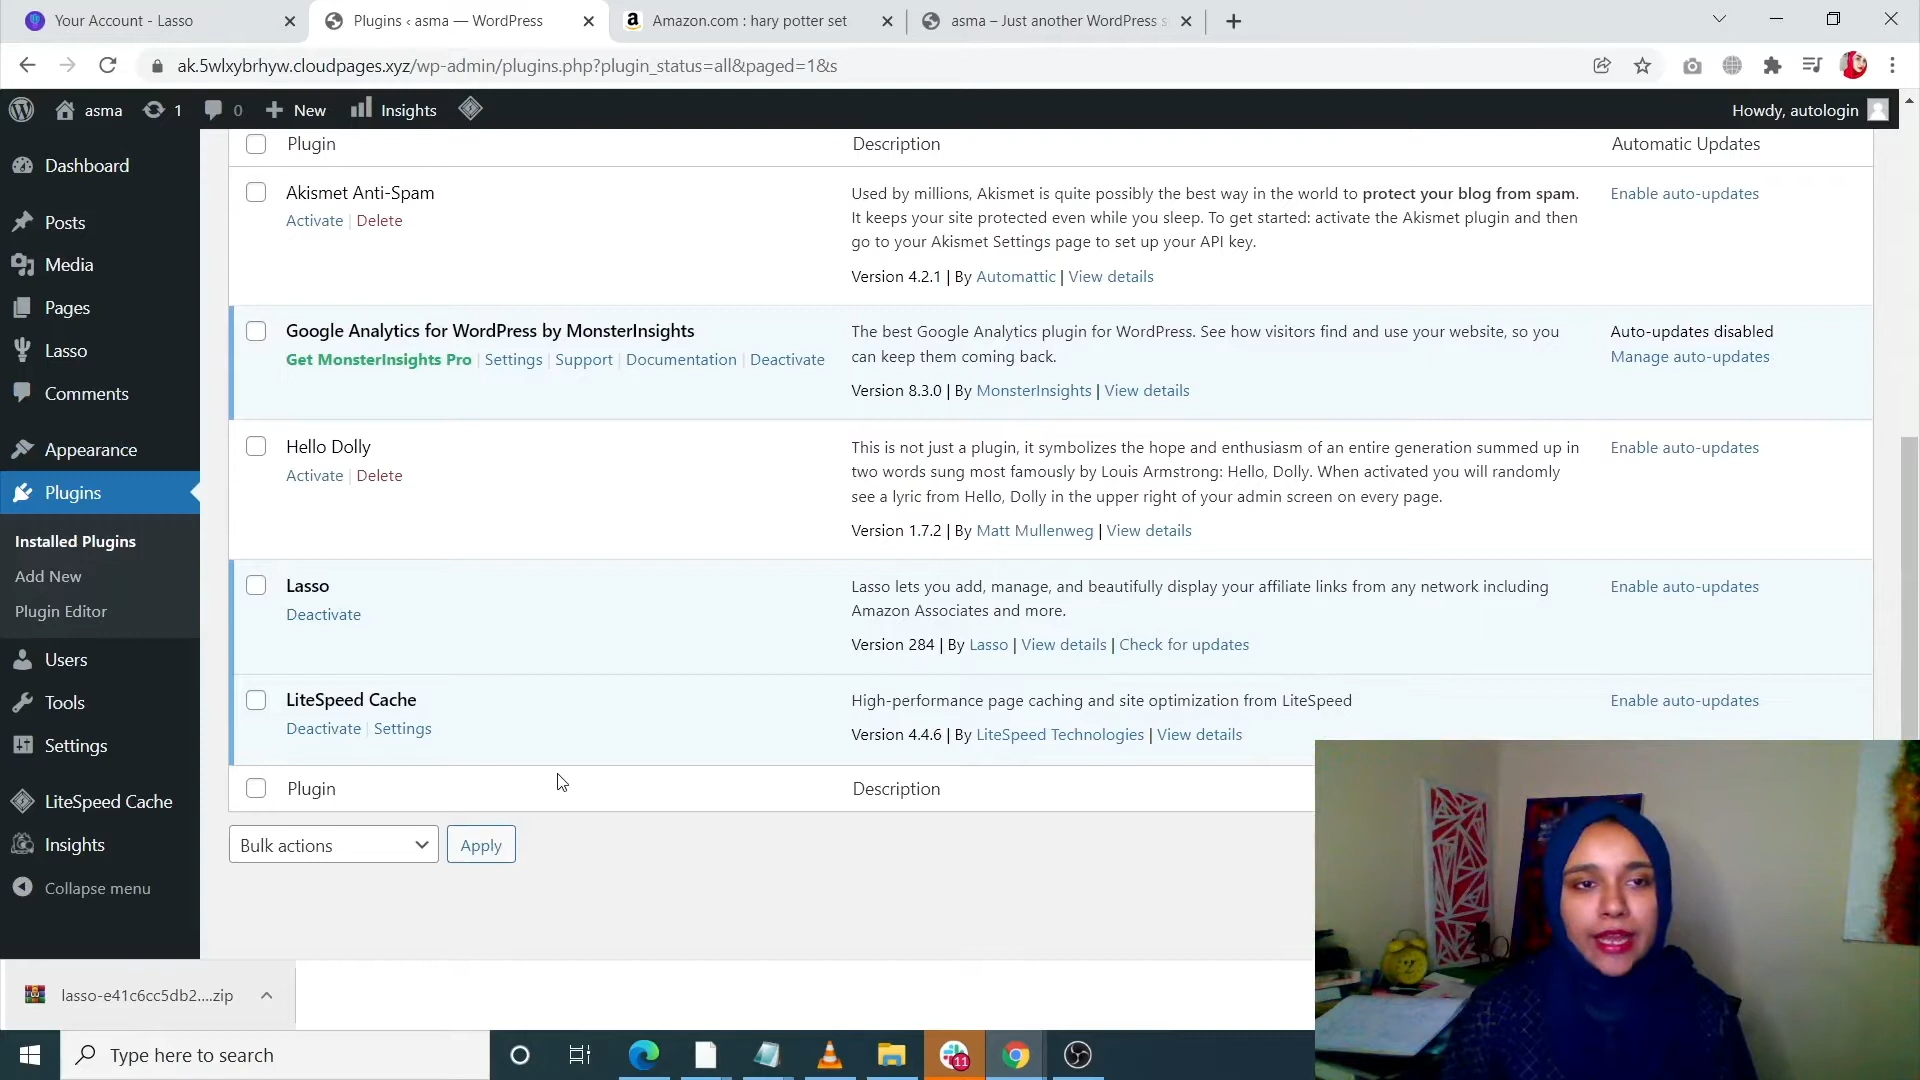 Your Account - Lasso
Plugins ‹ asma — WordPress
Amazon.com : hary potter set
asma – Just another WordPress s
ak.5wlxybrhyw.cloudpages.xyz/wp-admin/plugins.php?plugin_status=all&paged=1&s
asma
1
0
New
Insights
Howdy, autologin
Dashboard
Posts
Media
Pages
Lasso
Comments
Appearance
Plugins
Installed Plugins
Add New
Plugin Editor
Users
Tools
Settings
LiteSpeed Cache
Insights
Collapse menu
Plugin
Description
Automatic Updates
Akismet Anti-Spam
Activate | Delete
Used by millions, Akismet is quite possibly the best way in the world to protect your blog from spam.
It keeps your site protected even while you sleep. To get started: activate the Akismet plugin and then
go to your Akismet Settings page to set up your API key.
Version 4.2.1 | By Automattic | View details
Enable auto-updates
Google Analytics for WordPress by MonsterInsights
Get MonsterInsights Pro | Settings | Support | Documentation | Deactivate
The best Google Analytics plugin for WordPress. See how visitors find and use your website, so you
can keep them coming back.
Version 8.3.0 | By MonsterInsights | View details
Auto-updates disabled
Manage auto-updates
Hello Dolly
Activate | Delete
This is not just a plugin, it symbolizes the hope and enthusiasm of an entire generation summed up in
two words sung most famously by Louis Armstrong: Hello, Dolly. When activated you will randomly
see a lyric from Hello, Dolly in the upper right of your admin screen on every page.
Version 1.7.2 | By Matt Mullenweg | View details
Enable auto-updates
Lasso
Deactivate
Lasso lets you add, manage, and beautifully display your affiliate links from any network including
Amazon Associates and more.
Version 284 | By Lasso | View details | Check for updates
Enable auto-updates
LiteSpeed Cache
Deactivate | Settings
High-performance page caching and site optimization from LiteSpeed
Version 4.4.6 | By LiteSpeed Technologies | View details
Enable auto-updates
Plugin
Description
Bulk actions
Apply
lasso-e41c6cc5db2....zip
Type here to search
11